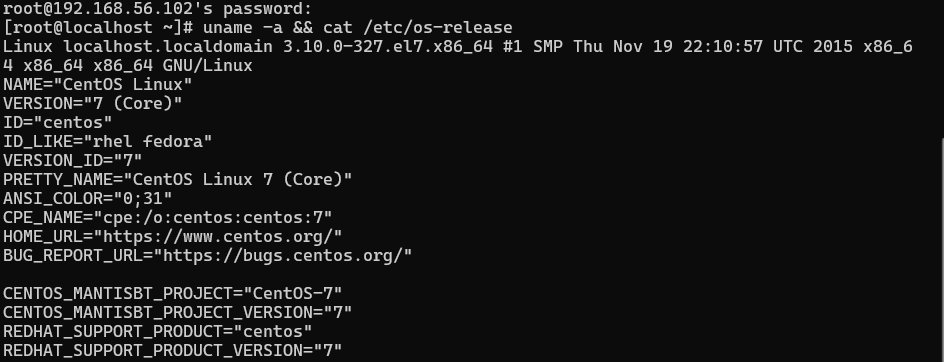 root@192.168.56.102's password:
[root@localhost ~]# uname -a && cat /etc/os-release
Linux localhost.localdomain 3.10.0-327.el7.x86_64 #1 SMP Thu Nov 19 22:10:57 UTC 2015 x86_6
4 x86_64 x86_64 GNU/Linux
NAME="CentOS Linux"
VERSION="7 (Core)"
ID="centos"
ID_LIKE="rhel fedora"
VERSION_ID="7"
PRETTY_NAME="CentOS Linux 7 (Core)"
ANSI_COLOR="0;31"
CPE_NAME="cpe:/o:centos:centos:7"
HOME_URL="https://www.centos.org/"
BUG_REPORT_URL="https://bugs.centos.org/"

CENTOS_MANTISBT_PROJECT="CentOS-7"
CENTOS_MANTISBT_PROJECT_VERSION="7"
REDHAT_SUPPORT_PRODUCT="centos"
REDHAT_SUPPORT_PRODUCT_VERSION="7"